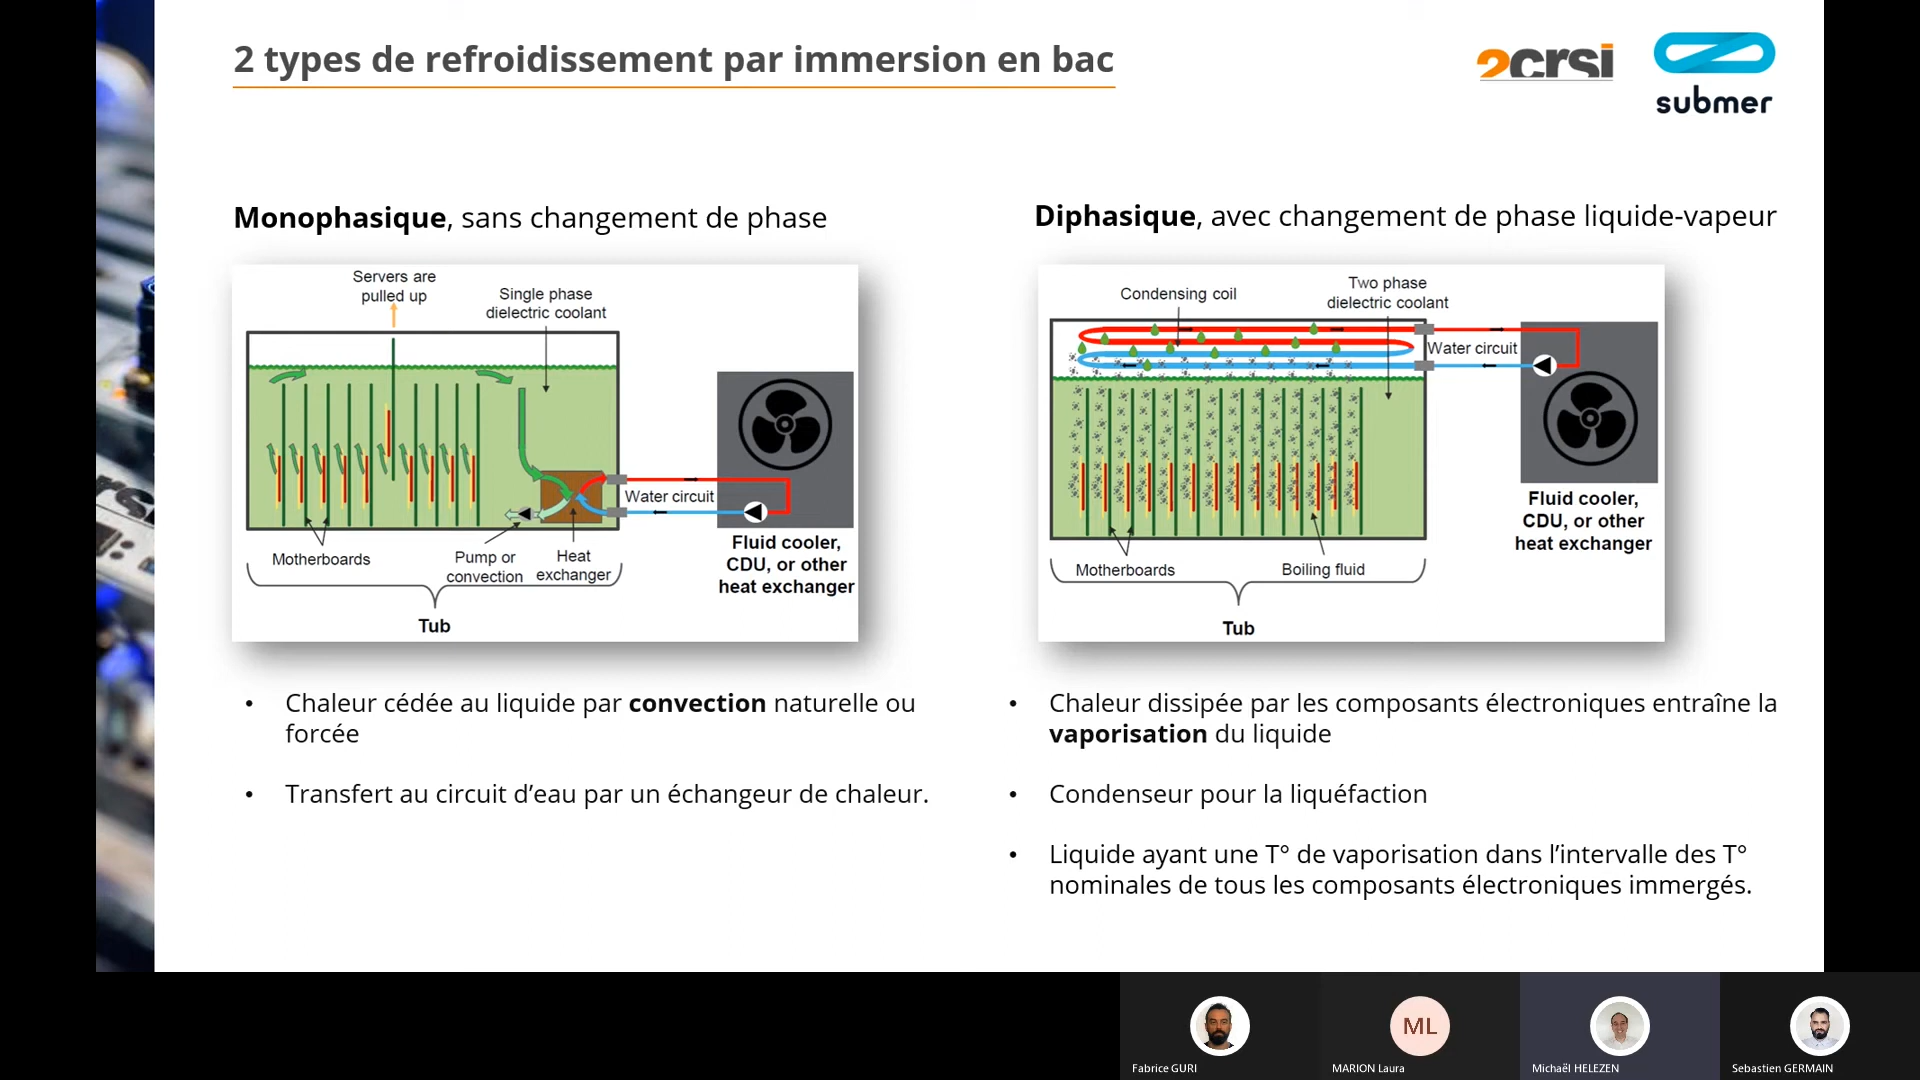 2 types de refroidissement par immersion en bac
2crsi
submer
Monophasique, sans changement de phase
Servers are
pulled up
Single phase
dielectric coolant
Water circuit
Motherboards
Pump or
convection
Heat
exchanger
Fluid cooler,
CDU, or other
heat exchanger
Tub
Chaleur cédée au liquide par convection naturelle ou
forcée
Transfert au circuit d’eau par un échangeur de chaleur.
Diphasique, avec changement de phase liquide-vapeur
Condensing coil
Two phase
dielectric coolant
Water circuit
Fluid cooler,
CDU, or other
heat exchanger
Motherboards
Boiling fluid
Tub
Chaleur dissipée par les composants électroniques entraîne la
vaporisation du liquide
Condenseur pour la liquéfaction
Liquide ayant une T° de vaporisation dans l’intervalle des T°
nominales de tous les composants électroniques immergés.
ML
Fabrice GURI
MARION Laura
Michaël HELEZEN
Sebastien GERMAIN